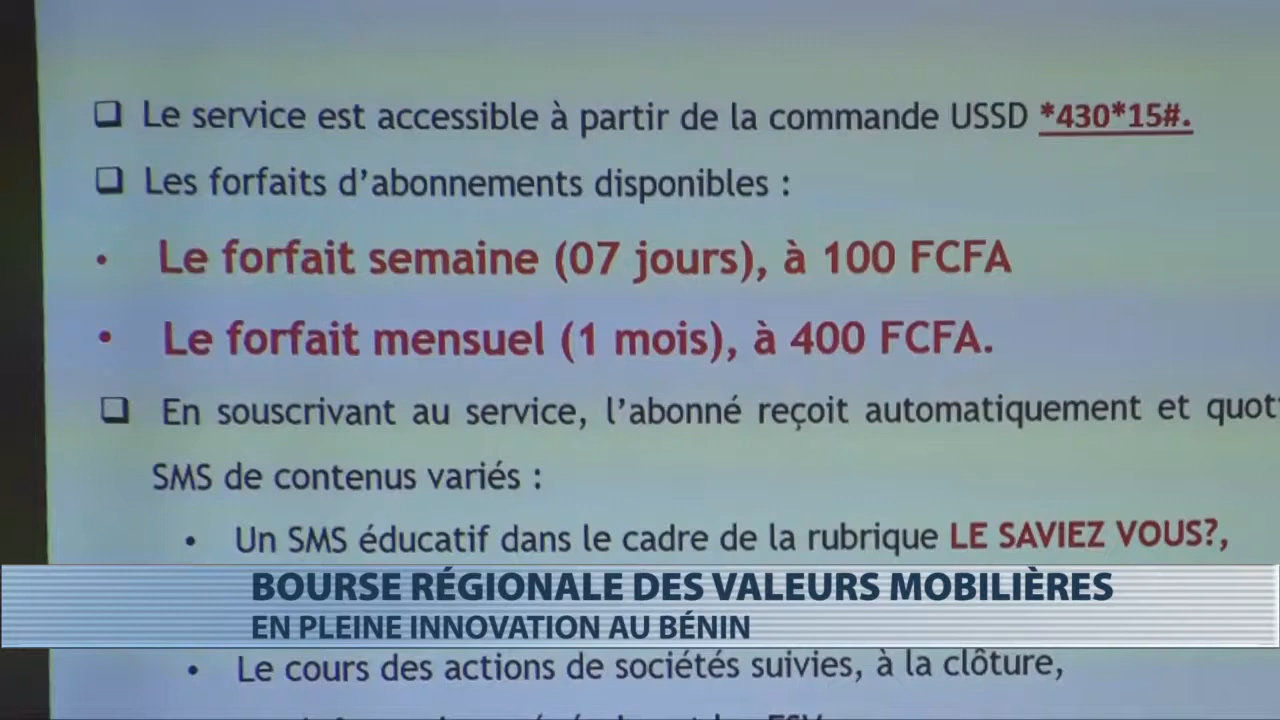 ❑ Le service est accessible à partir de la commande USSD *430*15#.
❑ Les forfaits d’abonnements disponibles :
• Le forfait semaine (07 jours), à 100 FCFA
• Le forfait mensuel (1 mois), à 400 FCFA.
❑ En souscrivant au service, l’abonné reçoit automatiquement et quot
SMS de contenus variés :
• Un SMS éducatif dans le cadre de la rubrique LE SAVIEZ VOUS?,
BOURSE RÉGIONALE DES VALEURS MOBILIÈRES
EN PLEINE INNOVATION AU BÉNIN
• Le cours des actions de sociétés suivies, à la clôture,